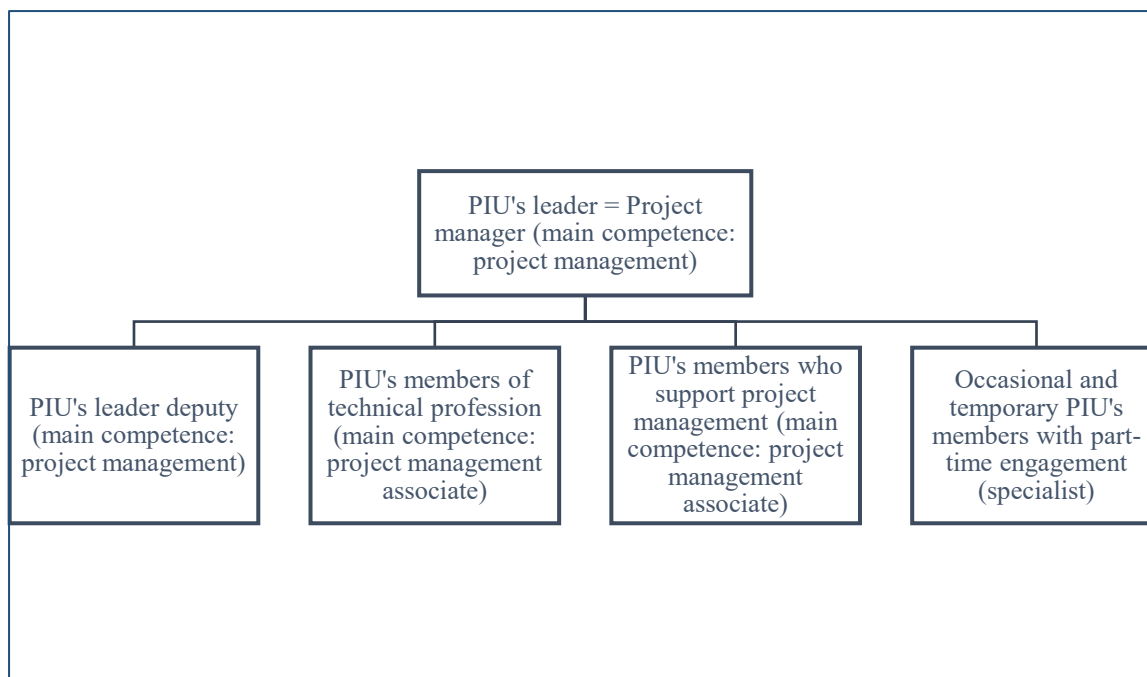 PIU's leader = Project
manager (main competence:
project management)
PIU's leader deputy
(main competence:
project management)
PIU's members of
technical profession
(main competence:
project management
associate)
PIU's members who
support project
management (main
competence: project
management
associate)
Occasional and
temporary PIU's
members with part-
time engagement
(specialist)